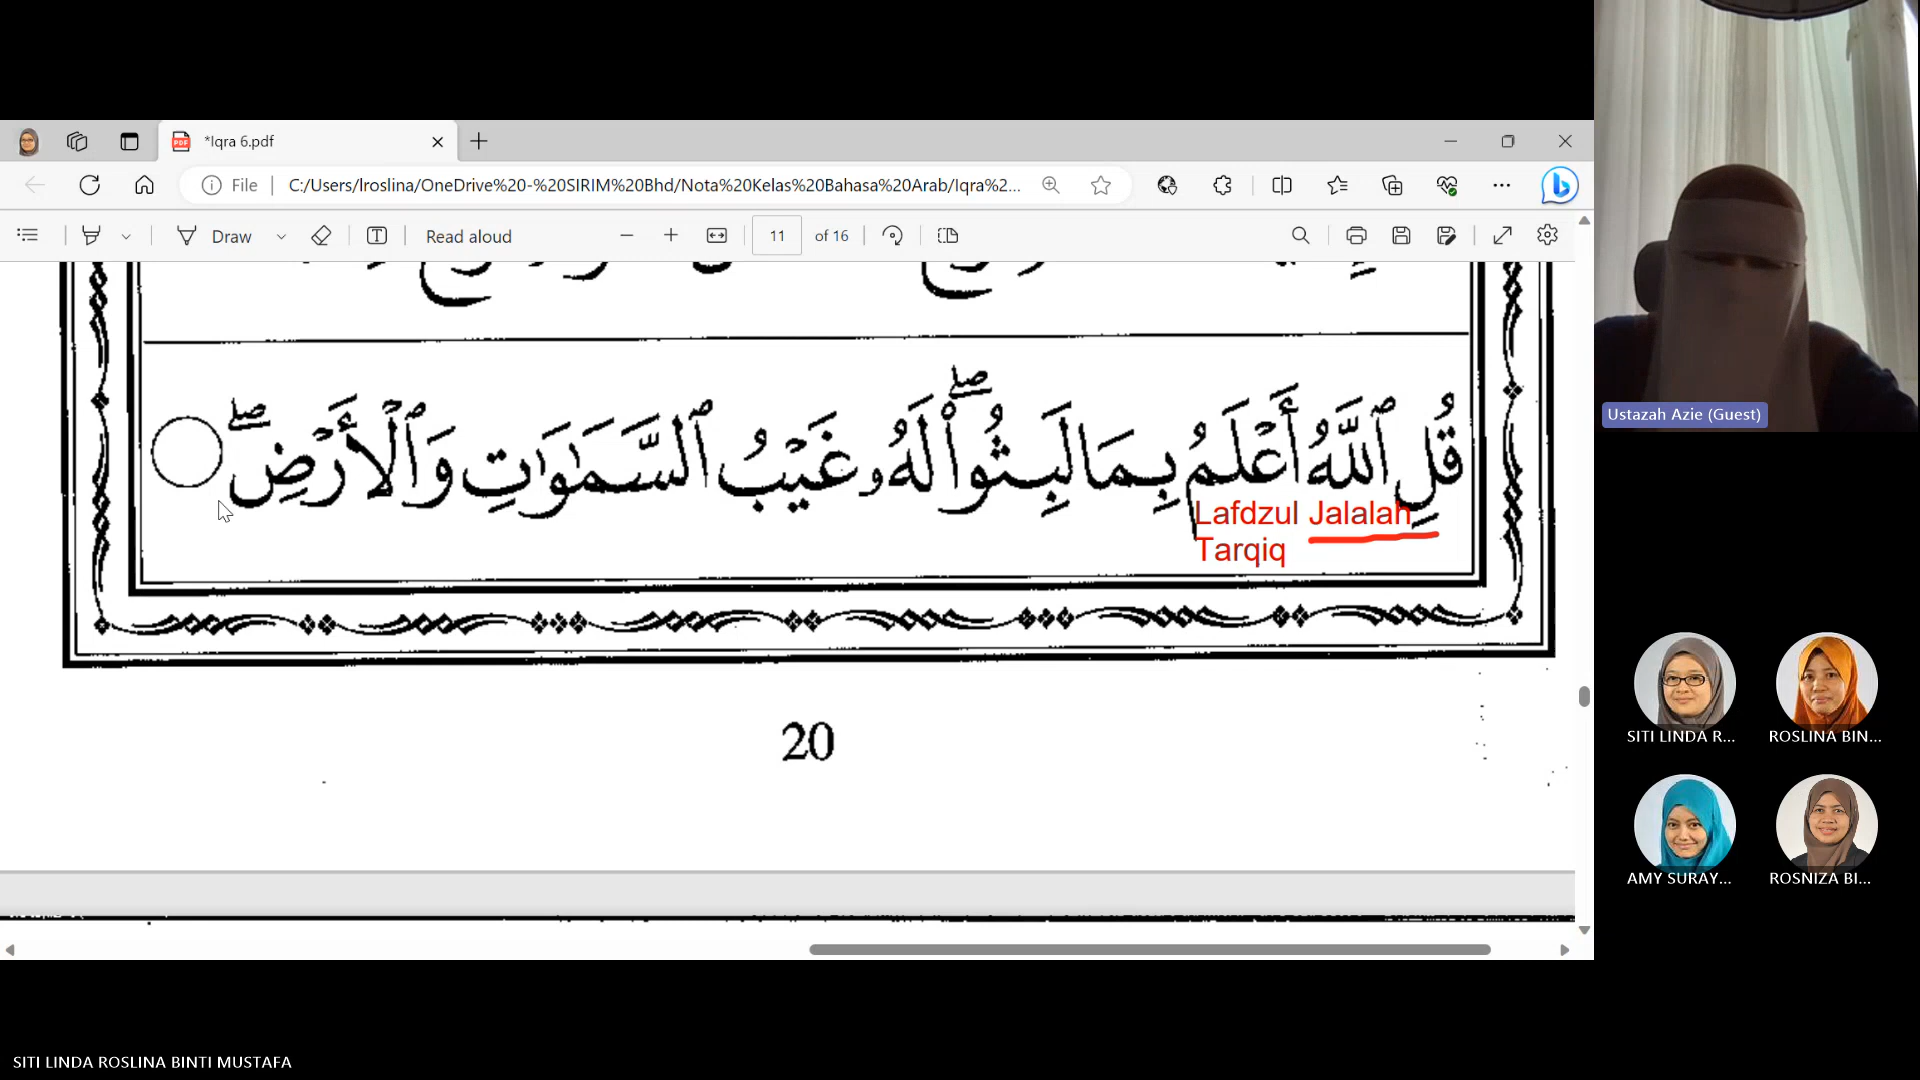 *Iqra 6.pdf
File
C:/Users/lroslina/OneDrive%20-%20SIRIM%20Bhd/Nota%20Kelas%20Bahasa%20Arab/Iqra%2...
Draw
Read aloud
11 of 16
قُلِ ٱللَّهُ أَعْلَمُ بِمَا لَبِثُوا۟ ۖ لَهُۥ غَيْبُ ٱلسَّمَٰوَٰتِ وَٱلْأَرْضِ ۖ
Lafdzul Jalalah
Tarqiq
20
Ustazah Azie (Guest)
SITI LINDA R...
ROSLINA BIN...
AMY SURAY...
ROSNIZA BI...
SITI LINDA ROSLINA BINTI MUSTAFA